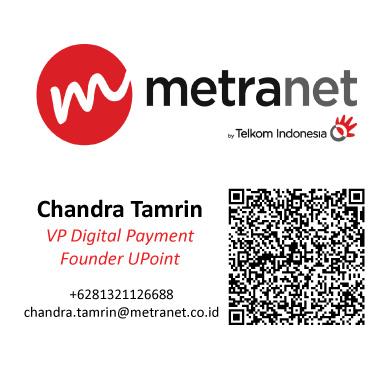 metranet
by Telkom Indonesia
Chandra Tamrin
VP Digital Payment
Founder UPoint
+6281321126688
chandra.tamrin@metranet.co.id